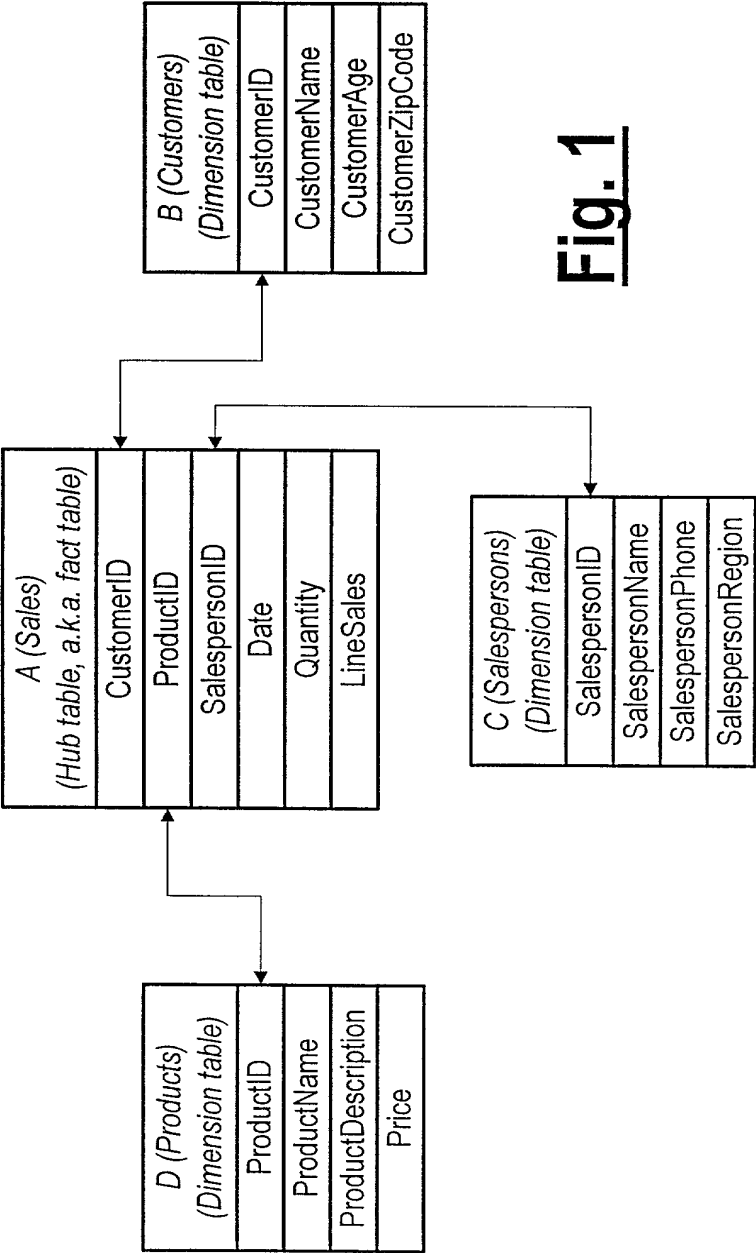 D (Products)
(Dimension table)
ProductID
ProductName
ProductDescription
Price
A (Sales)
(Hub table, a.k.a. fact table)
CustomerID
ProductID
SalespersonID
Date
Quantity
LineSales
B (Customers)
(Dimension table)
CustomerID
CustomerName
CustomerAge
CustomerZipCode
C (Salespersons)
(Dimension table)
SalespersonID
SalespersonName
SalespersonPhone
SalespersonRegion
Fig. 1